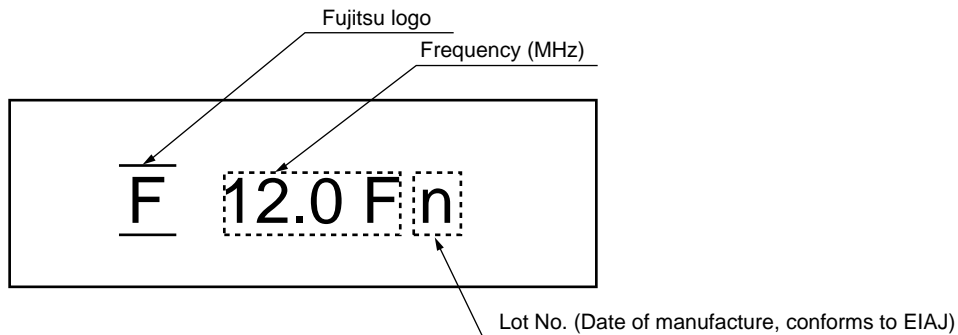 Fujitsu logo
Frequency (MHz)
F 12.0 F n
Lot No. (Date of manufacture, conforms to EIAJ)